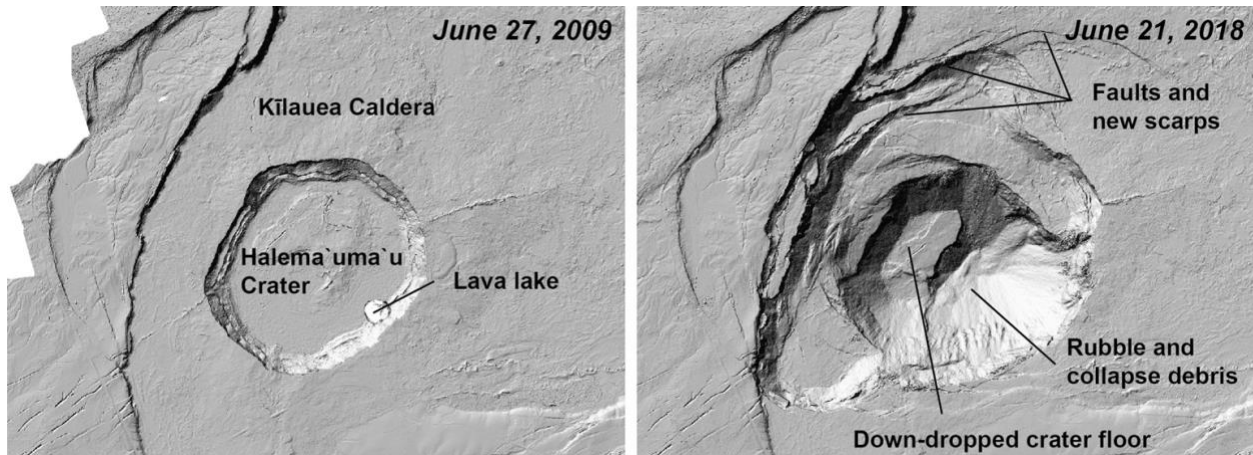 June 27, 2009
Kīlauea Caldera
Halema`uma`u
Crater
Lava lake
June 21, 2018
Faults and
new scarps
Rubble and
collapse debris
Down-dropped crater floor